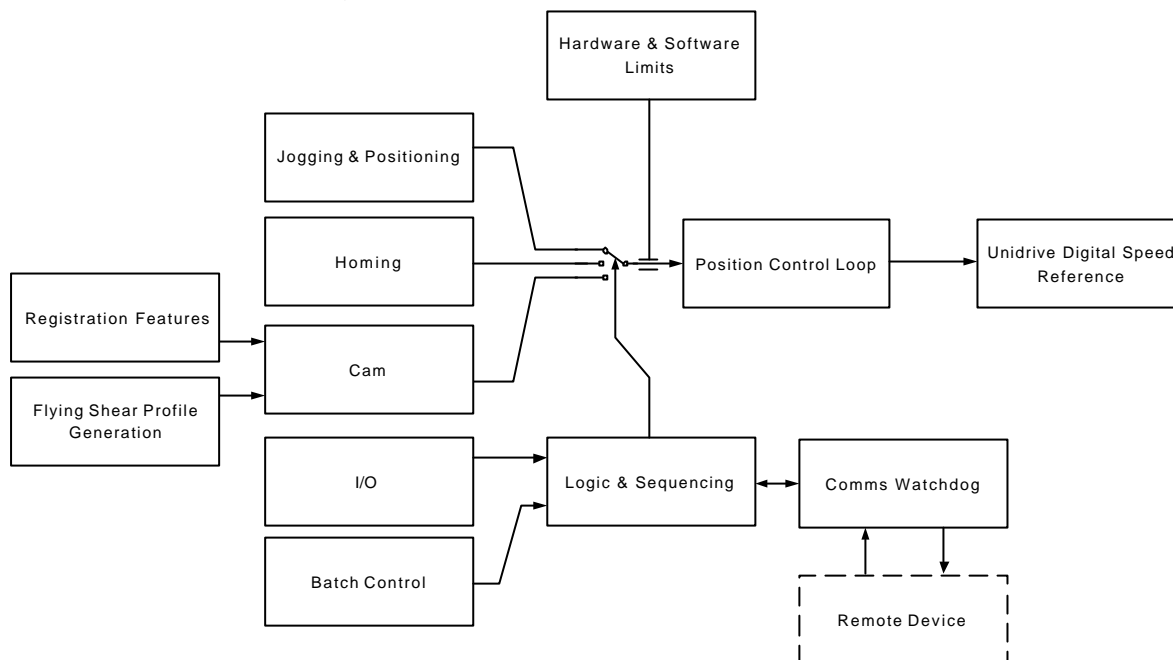 Hardware & Software
Limits
Jogging & Positioning
Homing
Position Control Loop
Unidrive Digital Speed
Reference
Registration Features
Cam
Flying Shear Profile
Generation
I/O
Logic & Sequencing
Comms Watchdog
Batch Control
Remote Device